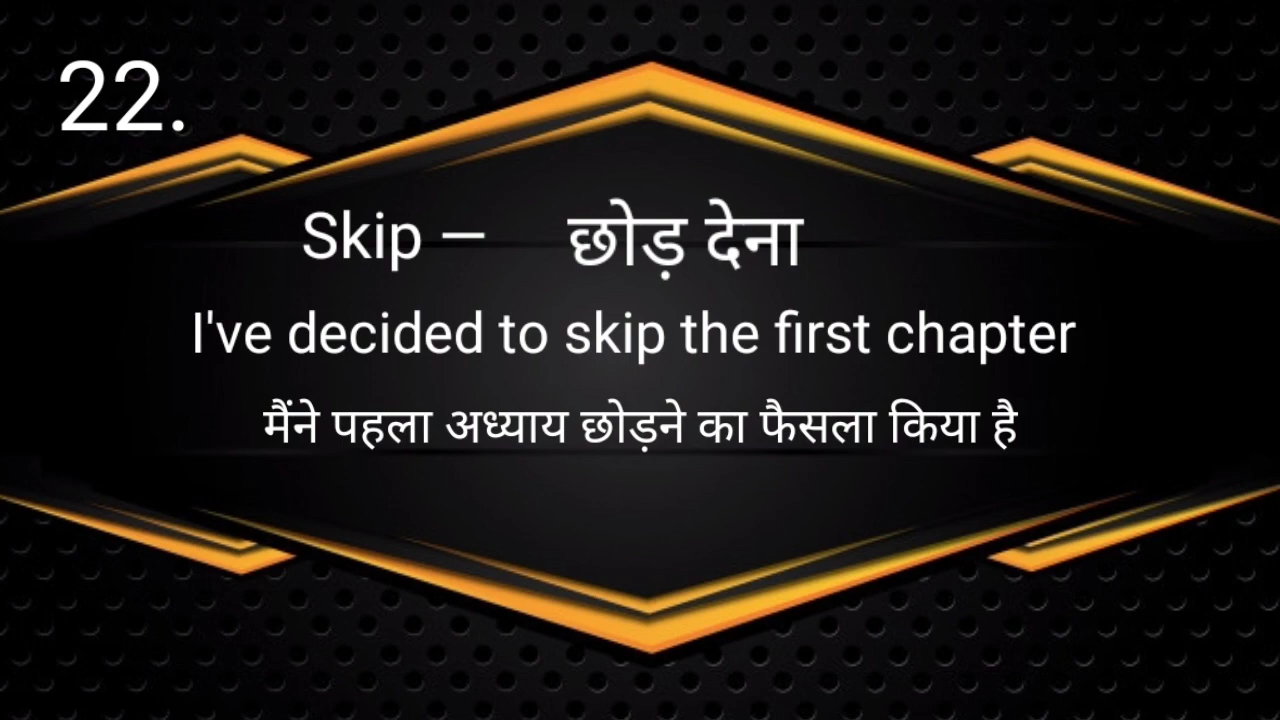 22.
Skip — छोड़ देना
I've decided to skip the first chapter
मैंने पहला अध्याय छोड़ने का फैसला किया है